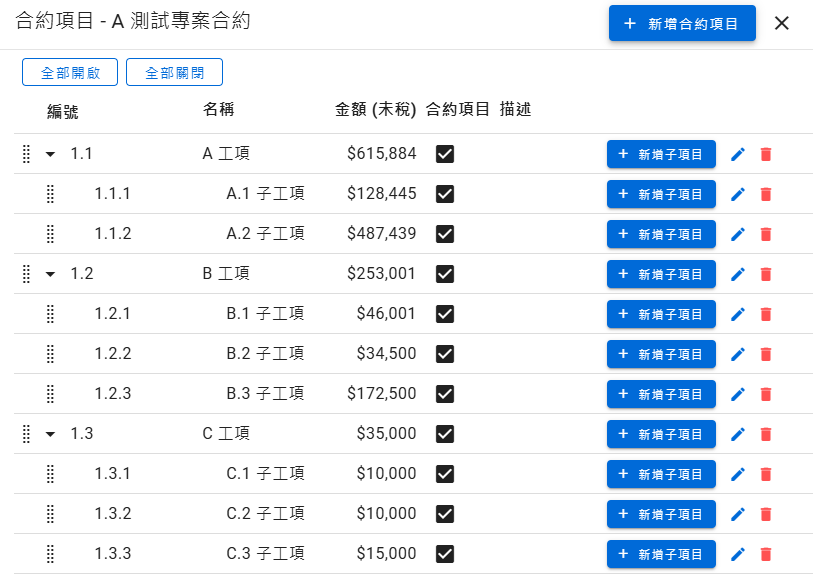 合約項目 - A 測試專案合約
+ 新增合約項目
全部開啟 全部關閉
編號 名稱 金額 (未稅) 合約項目 描述
1.1 A 工項 $615,884 + 新增子項目
1.1.1 A.1 子工項 $128,445 + 新增子項目
1.1.2 A.2 子工項 $487,439 + 新增子項目
1.2 B 工項 $253,001 + 新增子項目
1.2.1 B.1 子工項 $46,001 + 新增子項目
1.2.2 B.2 子工項 $34,500 + 新增子項目
1.2.3 B.3 子工項 $172,500 + 新增子項目
1.3 C 工項 $35,000 + 新增子項目
1.3.1 C.1 子工項 $10,000 + 新增子項目
1.3.2 C.2 子工項 $10,000 + 新增子項目
1.3.3 C.3 子工項 $15,000 + 新增子項目